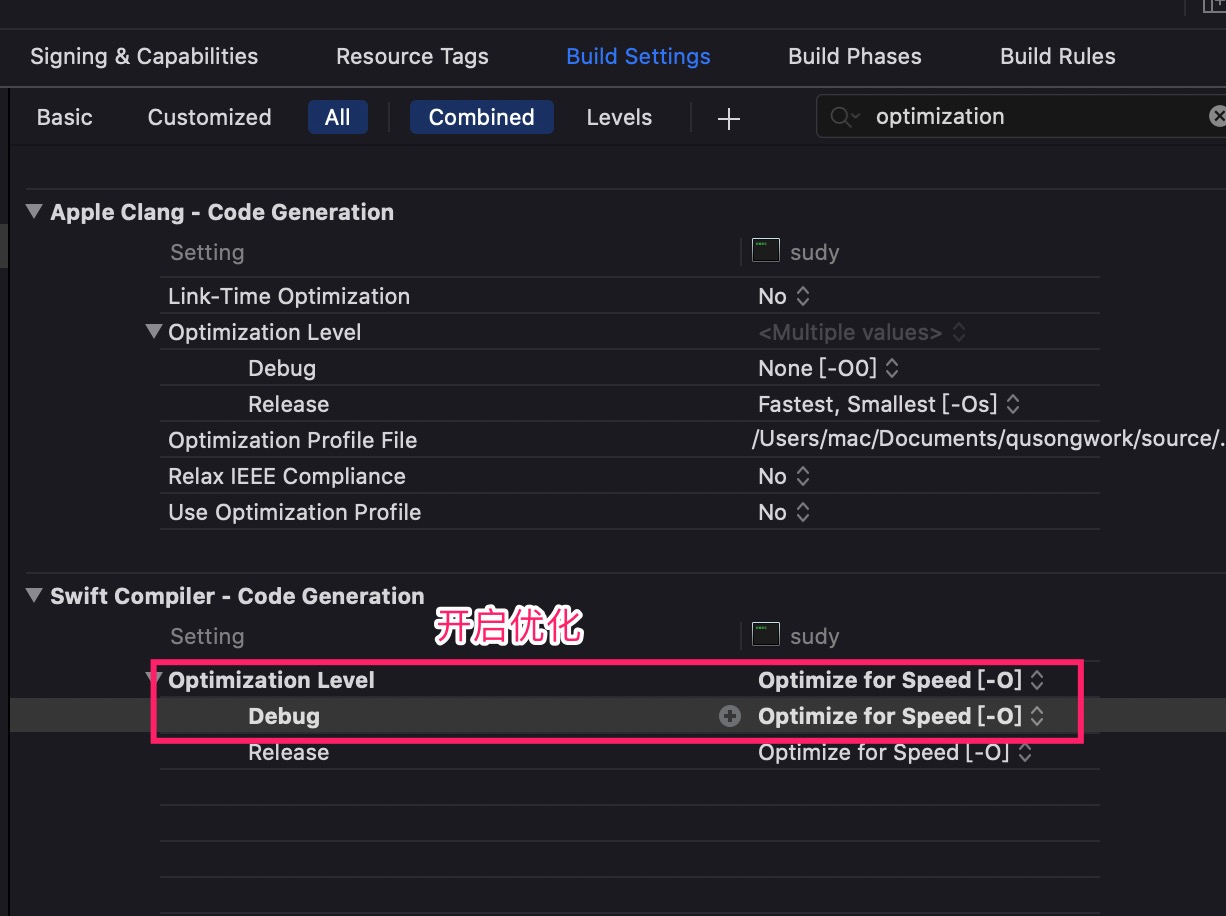 Signing & Capabilities Resource Tags Build Settings Build Phases Build Rules
Basic Customized All Combined Levels + optimization
Apple Clang - Code Generation
Setting sudy
Link-Time Optimization No
Optimization Level <Multiple values>
Debug None [-O0]
Release Fastest, Smallest [-Os]
Optimization Profile File /Users/mac/Documents/qusongwork/source/.
Relax IEEE Compliance No
Use Optimization Profile No
Swift Compiler - Code Generation
开启优化
Setting sudy
Optimization Level Optimize for Speed [-O]
Debug Optimize for Speed [-O]
Release Optimize for Speed [-O]